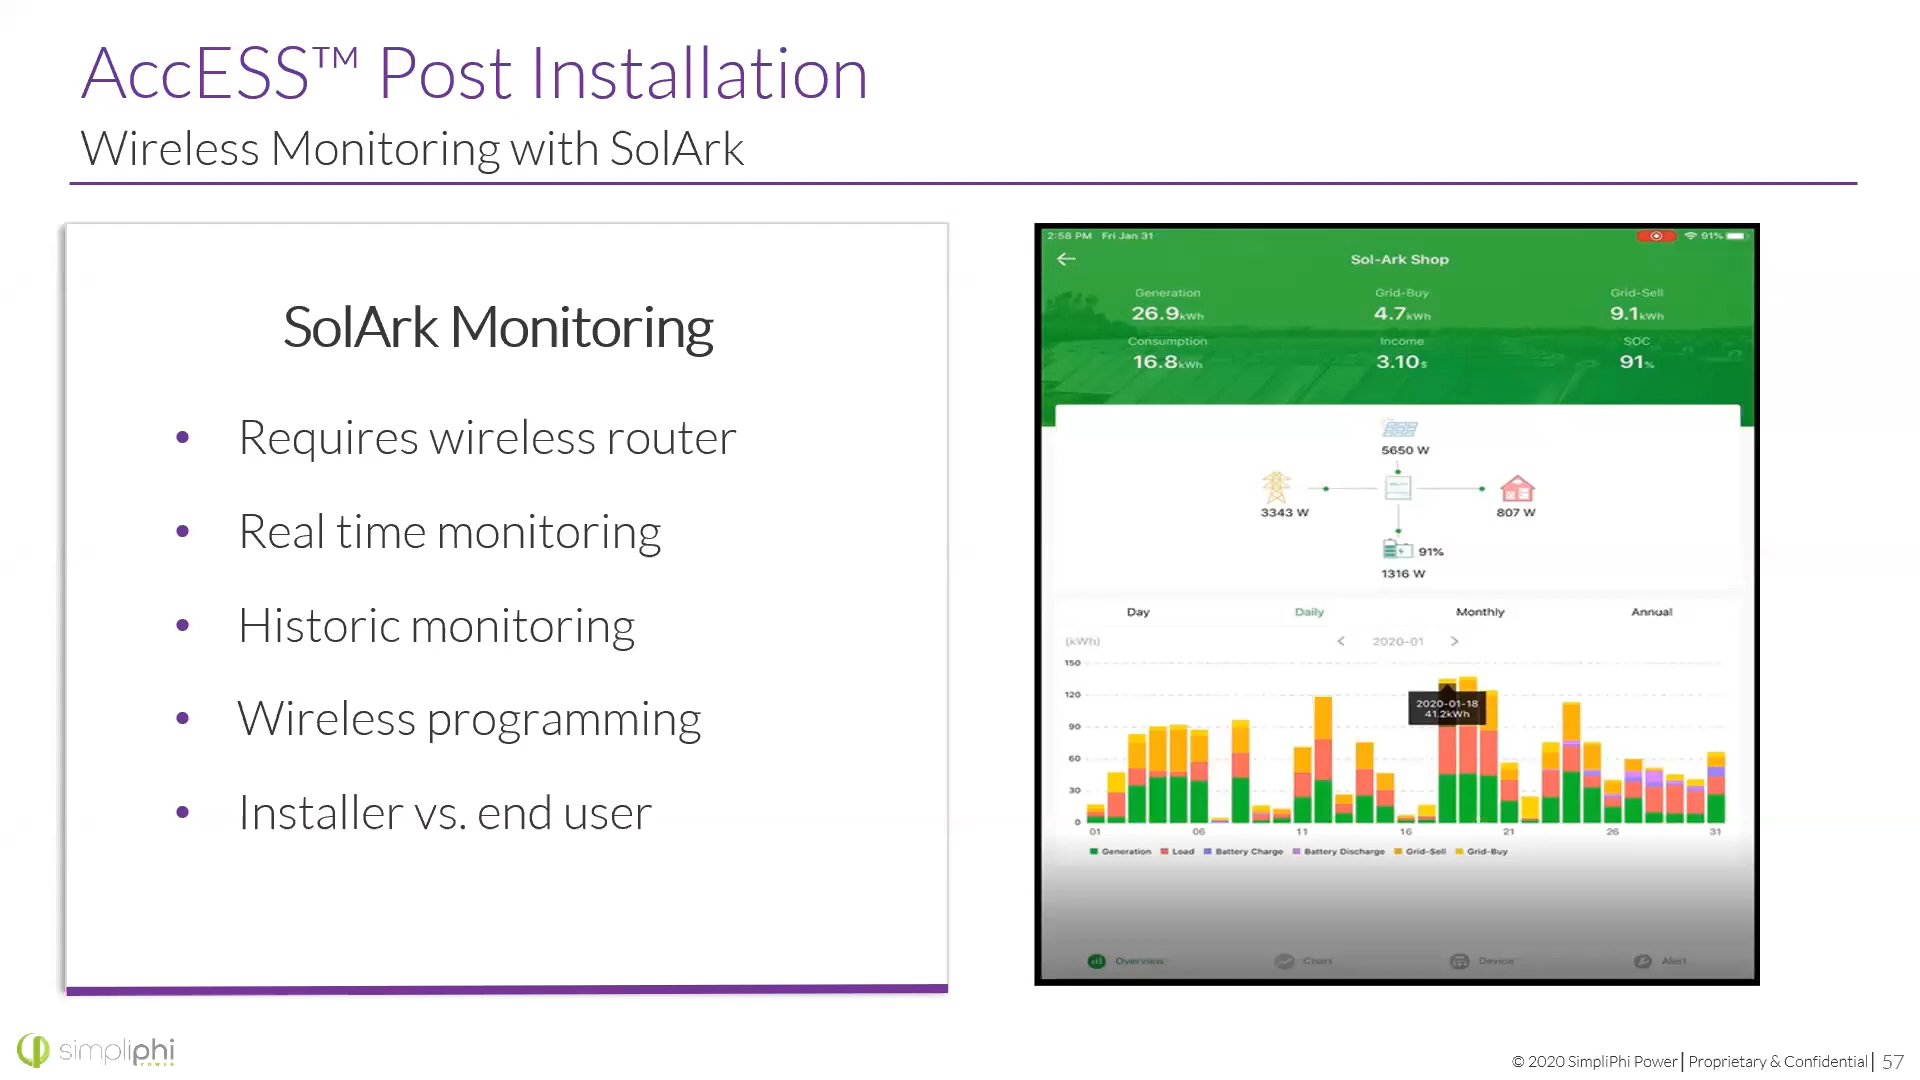 AccESS™ Post Installation
Wireless Monitoring with SolArk
SolArk Monitoring
• Requires wireless router
• Real time monitoring
• Historic monitoring
• Wireless programming
• Installer vs. end user
2:58 PM Fri Jan 31 91%
Sol-Ark Shop
Generation Grid-Buy Grid-Sell
26.9kWh 4.7kWh 9.1kWh
Consumption Income SOC
16.8kWh 3.10$ 91%
5650 W
3343 W 807 W
91%
1316 W
Day Daily Monthly Annual
(kWh) < 2020-01 >
150
120
90
60
30
0
2020-01-18
41.2kWh
01 06 11 16 21 26 31
Generation Load Battery Charge Battery Discharge Grid-Sell Grid-Buy
Overview Chart Device Alert
simpliphi
POWER
© 2020 SimpliPhi Power| Proprietary & Confidential| 57